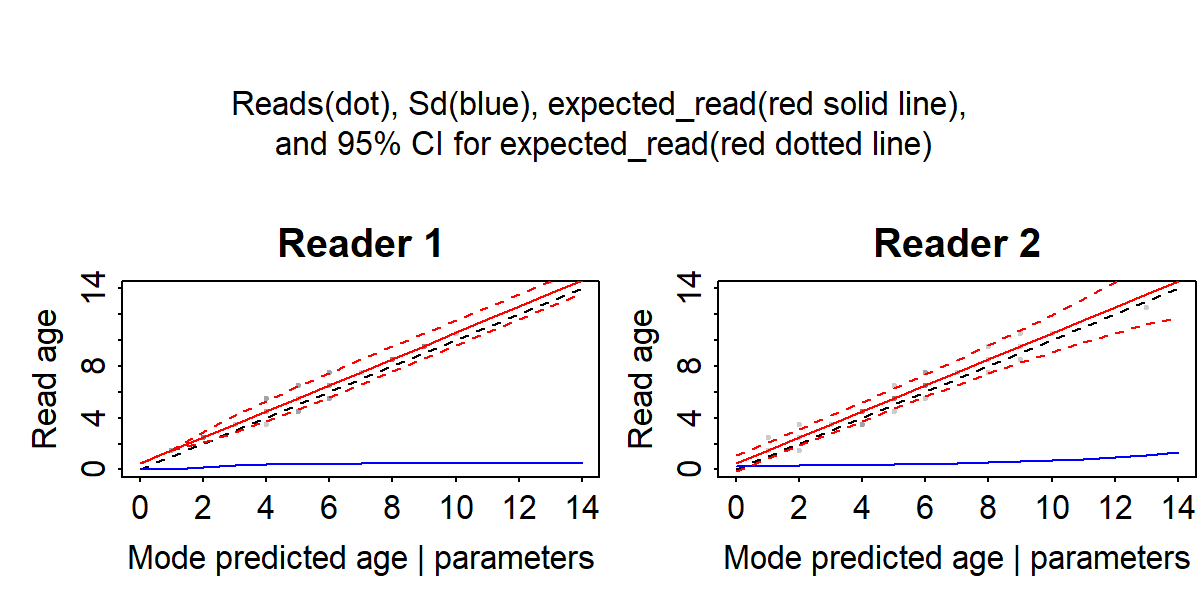 Reads(dot), Sd(blue), expected_read(red solid line),
and 95% CI for expected_read(red dotted line)
Reader 1
Read age
0 4 8 14
0 2 4 6 8 10 12 14
Mode predicted age | parameters
Reader 2
Read age
0 4 8 14
0 2 4 6 8 10 12 14
Mode predicted age | parameters